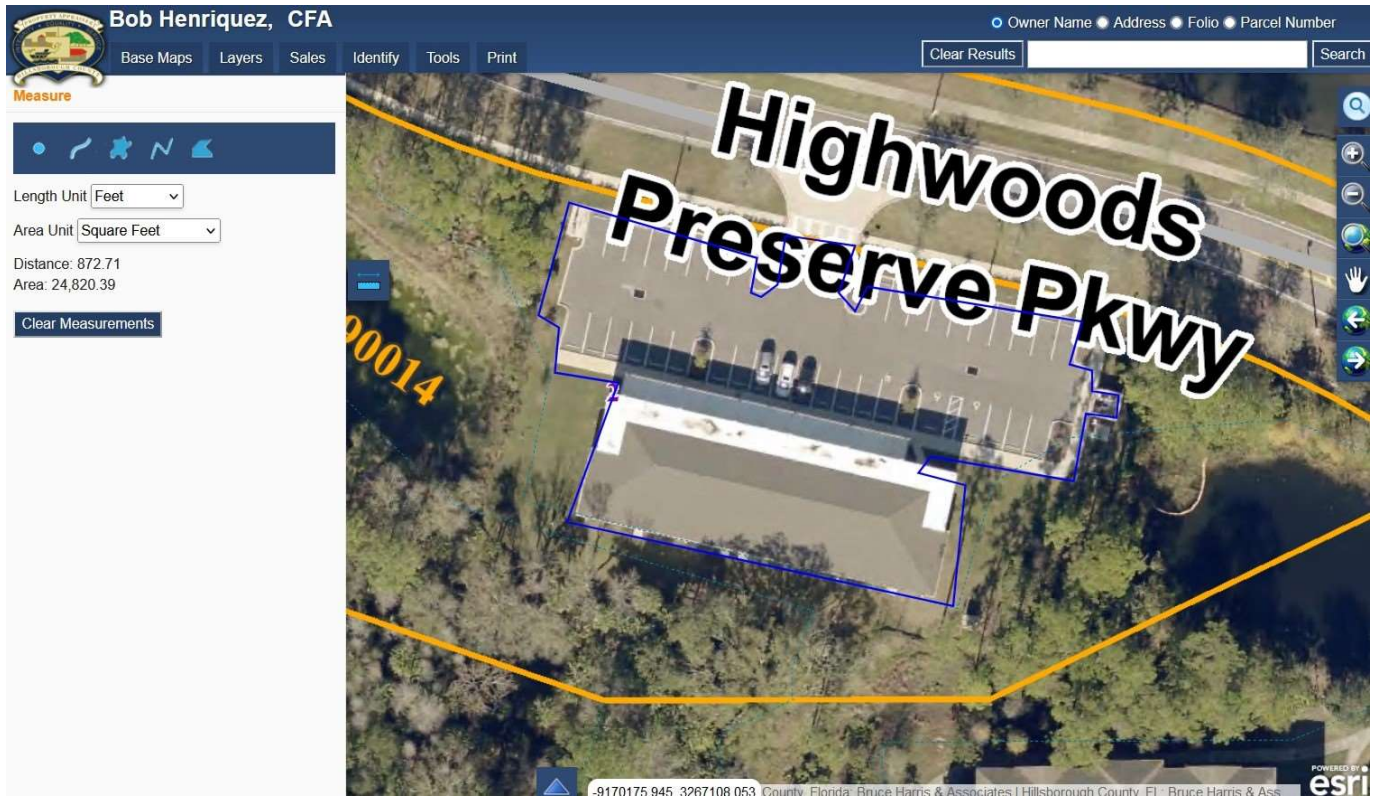 Bob Henriquez, CFA
Owner Name Address Folio Parcel Number
Base Maps Layers Sales Identify Tools Print
Clear Results Search
Measure
Length Unit Feet
Area Unit Square Feet
Distance: 872.71
Area: 24,820.39
Clear Measurements
Highwoods
Preserve Pkwy
90014
2
-9170175.945, 3267108.053 County, Florida; Bruce Harris & Associates | Hillsborough County, FL ; Bruce Harris & Ass
POWERED BY
esri